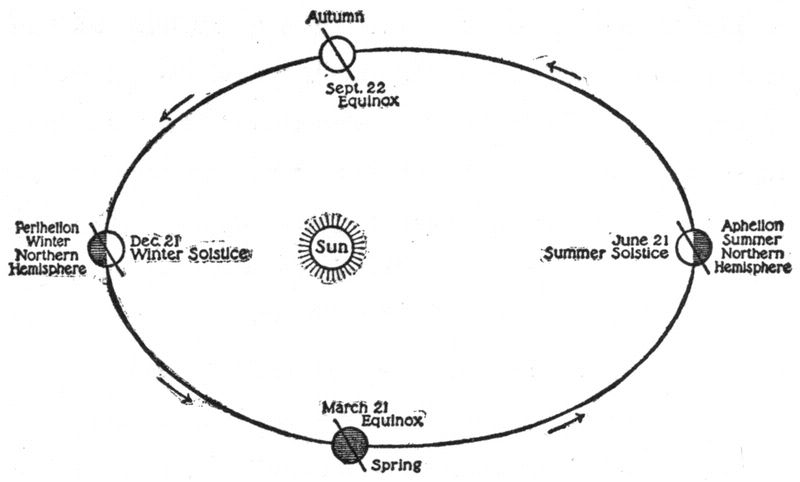 Autumn
Sept. 22
Equinox
Perihelion
Winter
Northern
Hemisphere
Dec. 21
Winter Solstice
Sun
June 21
Summer Solstice
Aphelion
Summer
Northern
Hemisphere
March 21
Equinox
Spring